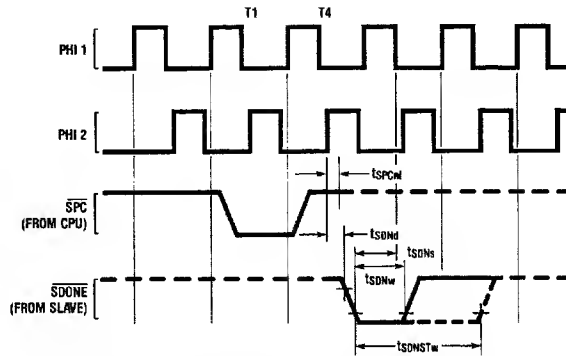 T1 T4
PHI 1
PHI 2
tSPCnf
SPC
(FROM CPU)
tSDNd
tSDNs
tSDNw
SDONE
(FROM SLAVE)
tSDNSTw